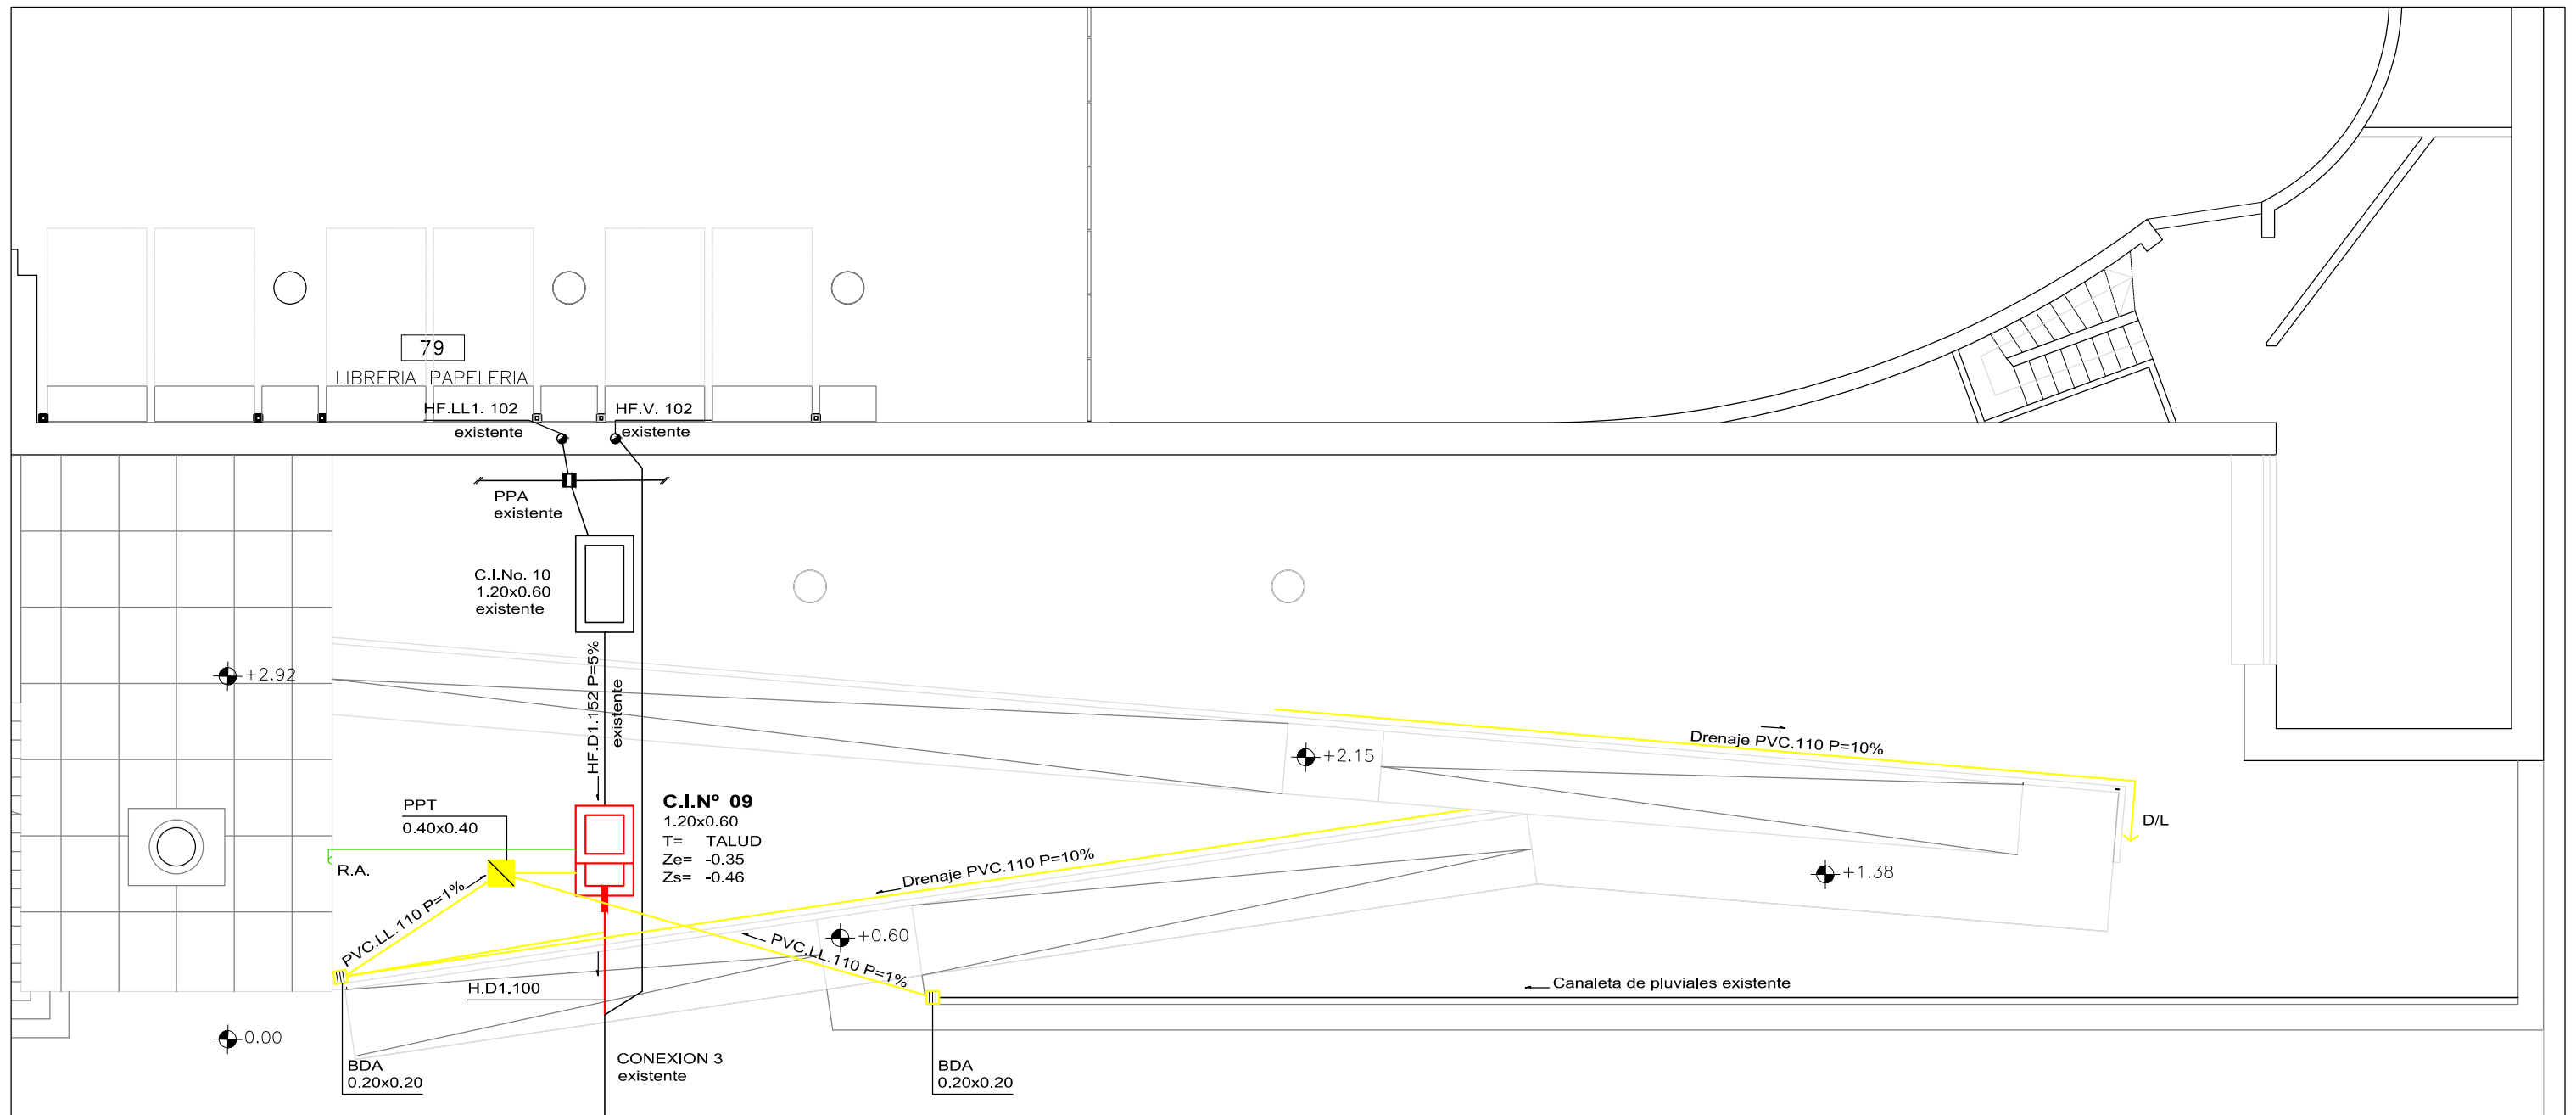 79
LIBRERIA PAPELERIA
HF.LL1. 102
existente
HF.V. 102
existente
PPA
existente
C.I.No. 10
1.20x0.60
existente
HF.D1.152 P=5%
existente
+2.92
+2.15
Drenaje PVC.110 P=10%
D/L
+1.38
PPT
0.40x0.40
C.I.Nº 09
1.20x0.60
T= TALUD
Ze= -0.35
Zs= -0.46
R.A.
PVC.LL.110 P=1%
Drenaje PVC.110 P=10%
+0.60
PVC.LL.110 P=1%
H.D1.100
Canaleta de pluviales existente
0.00
BDA
0.20x0.20
CONEXION 3
existente
BDA
0.20x0.20